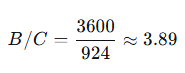 B/C = 3600/924 ≈ 3.89